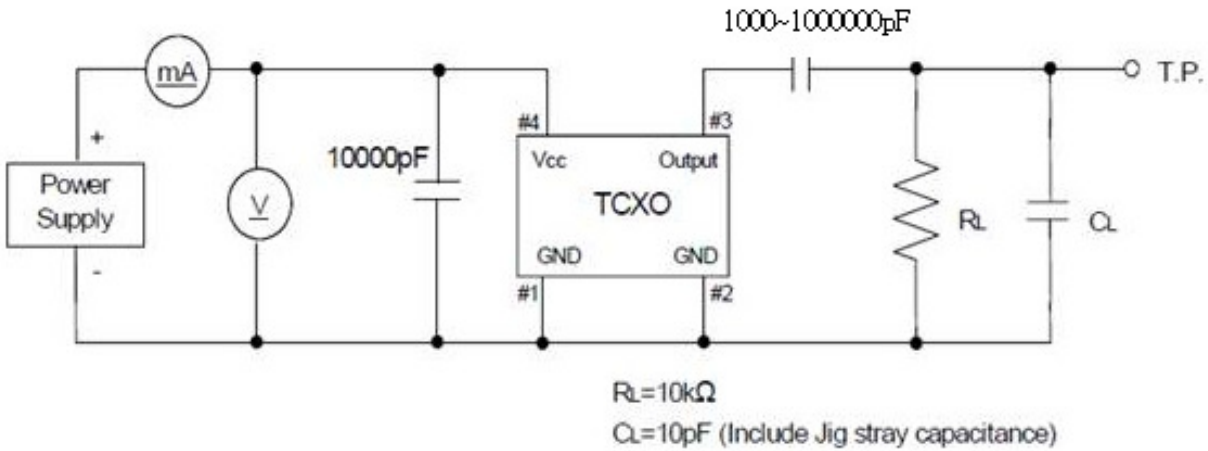 1000~1000000pF
mA
T.P.
#4
#3
+
10000pF
Vcc
Output
Power
Supply
V
TCXO
RL
CL
GND
GND
-
#1
#2
RL=10kΩ
CL=10pF (Include Jig stray capacitance)